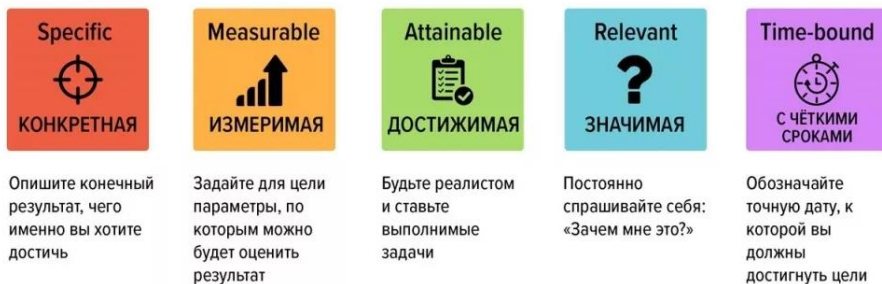 Specific
КОНКРЕТНАЯ
Опишите конечный
результат, чего
именно вы хотите
достичь
Measurable
ИЗМЕРИМАЯ
Задайте для цели
параметры, по
которым можно
будет оценить
результат
Attainable
ДОСТИЖИМАЯ
Будьте реалистом
и ставьте
выполнимые
задачи
Relevant
?
ЗНАЧИМАЯ
Постоянно
спрашивайте себя:
«Зачем мне это?»
Time-bound
С ЧЁТКИМИ
СРОКАМИ
Обозначайте
точную дату, к
которой вы
должны
достигнуть цели